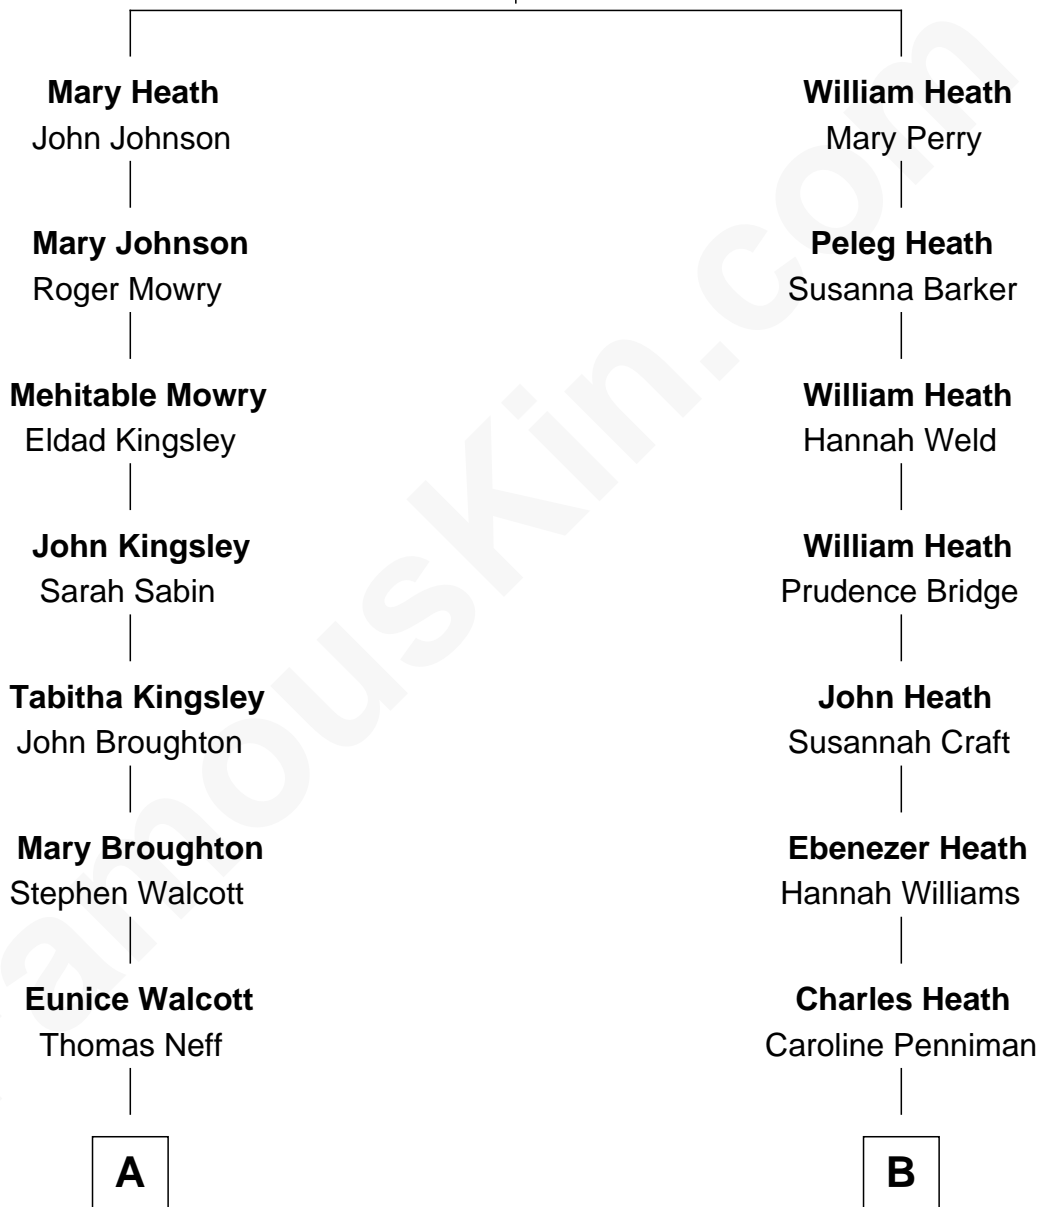 Mary Heath
John Johnson
William Heath
Mary Perry
Mary Johnson
Roger Mowry
Peleg Heath
Susanna Barker
Mehitable Mowry
Eldad Kingsley
William Heath
Hannah Weld
John Kingsley
Sarah Sabin
William Heath
Prudence Bridge
Tabitha Kingsley
John Broughton
John Heath
Susannah Craft
Mary Broughton
Stephen Walcott
Ebenezer Heath
Hannah Williams
Eunice Walcott
Thomas Neff
Charles Heath
Caroline Penniman
A
B
amouskin.com